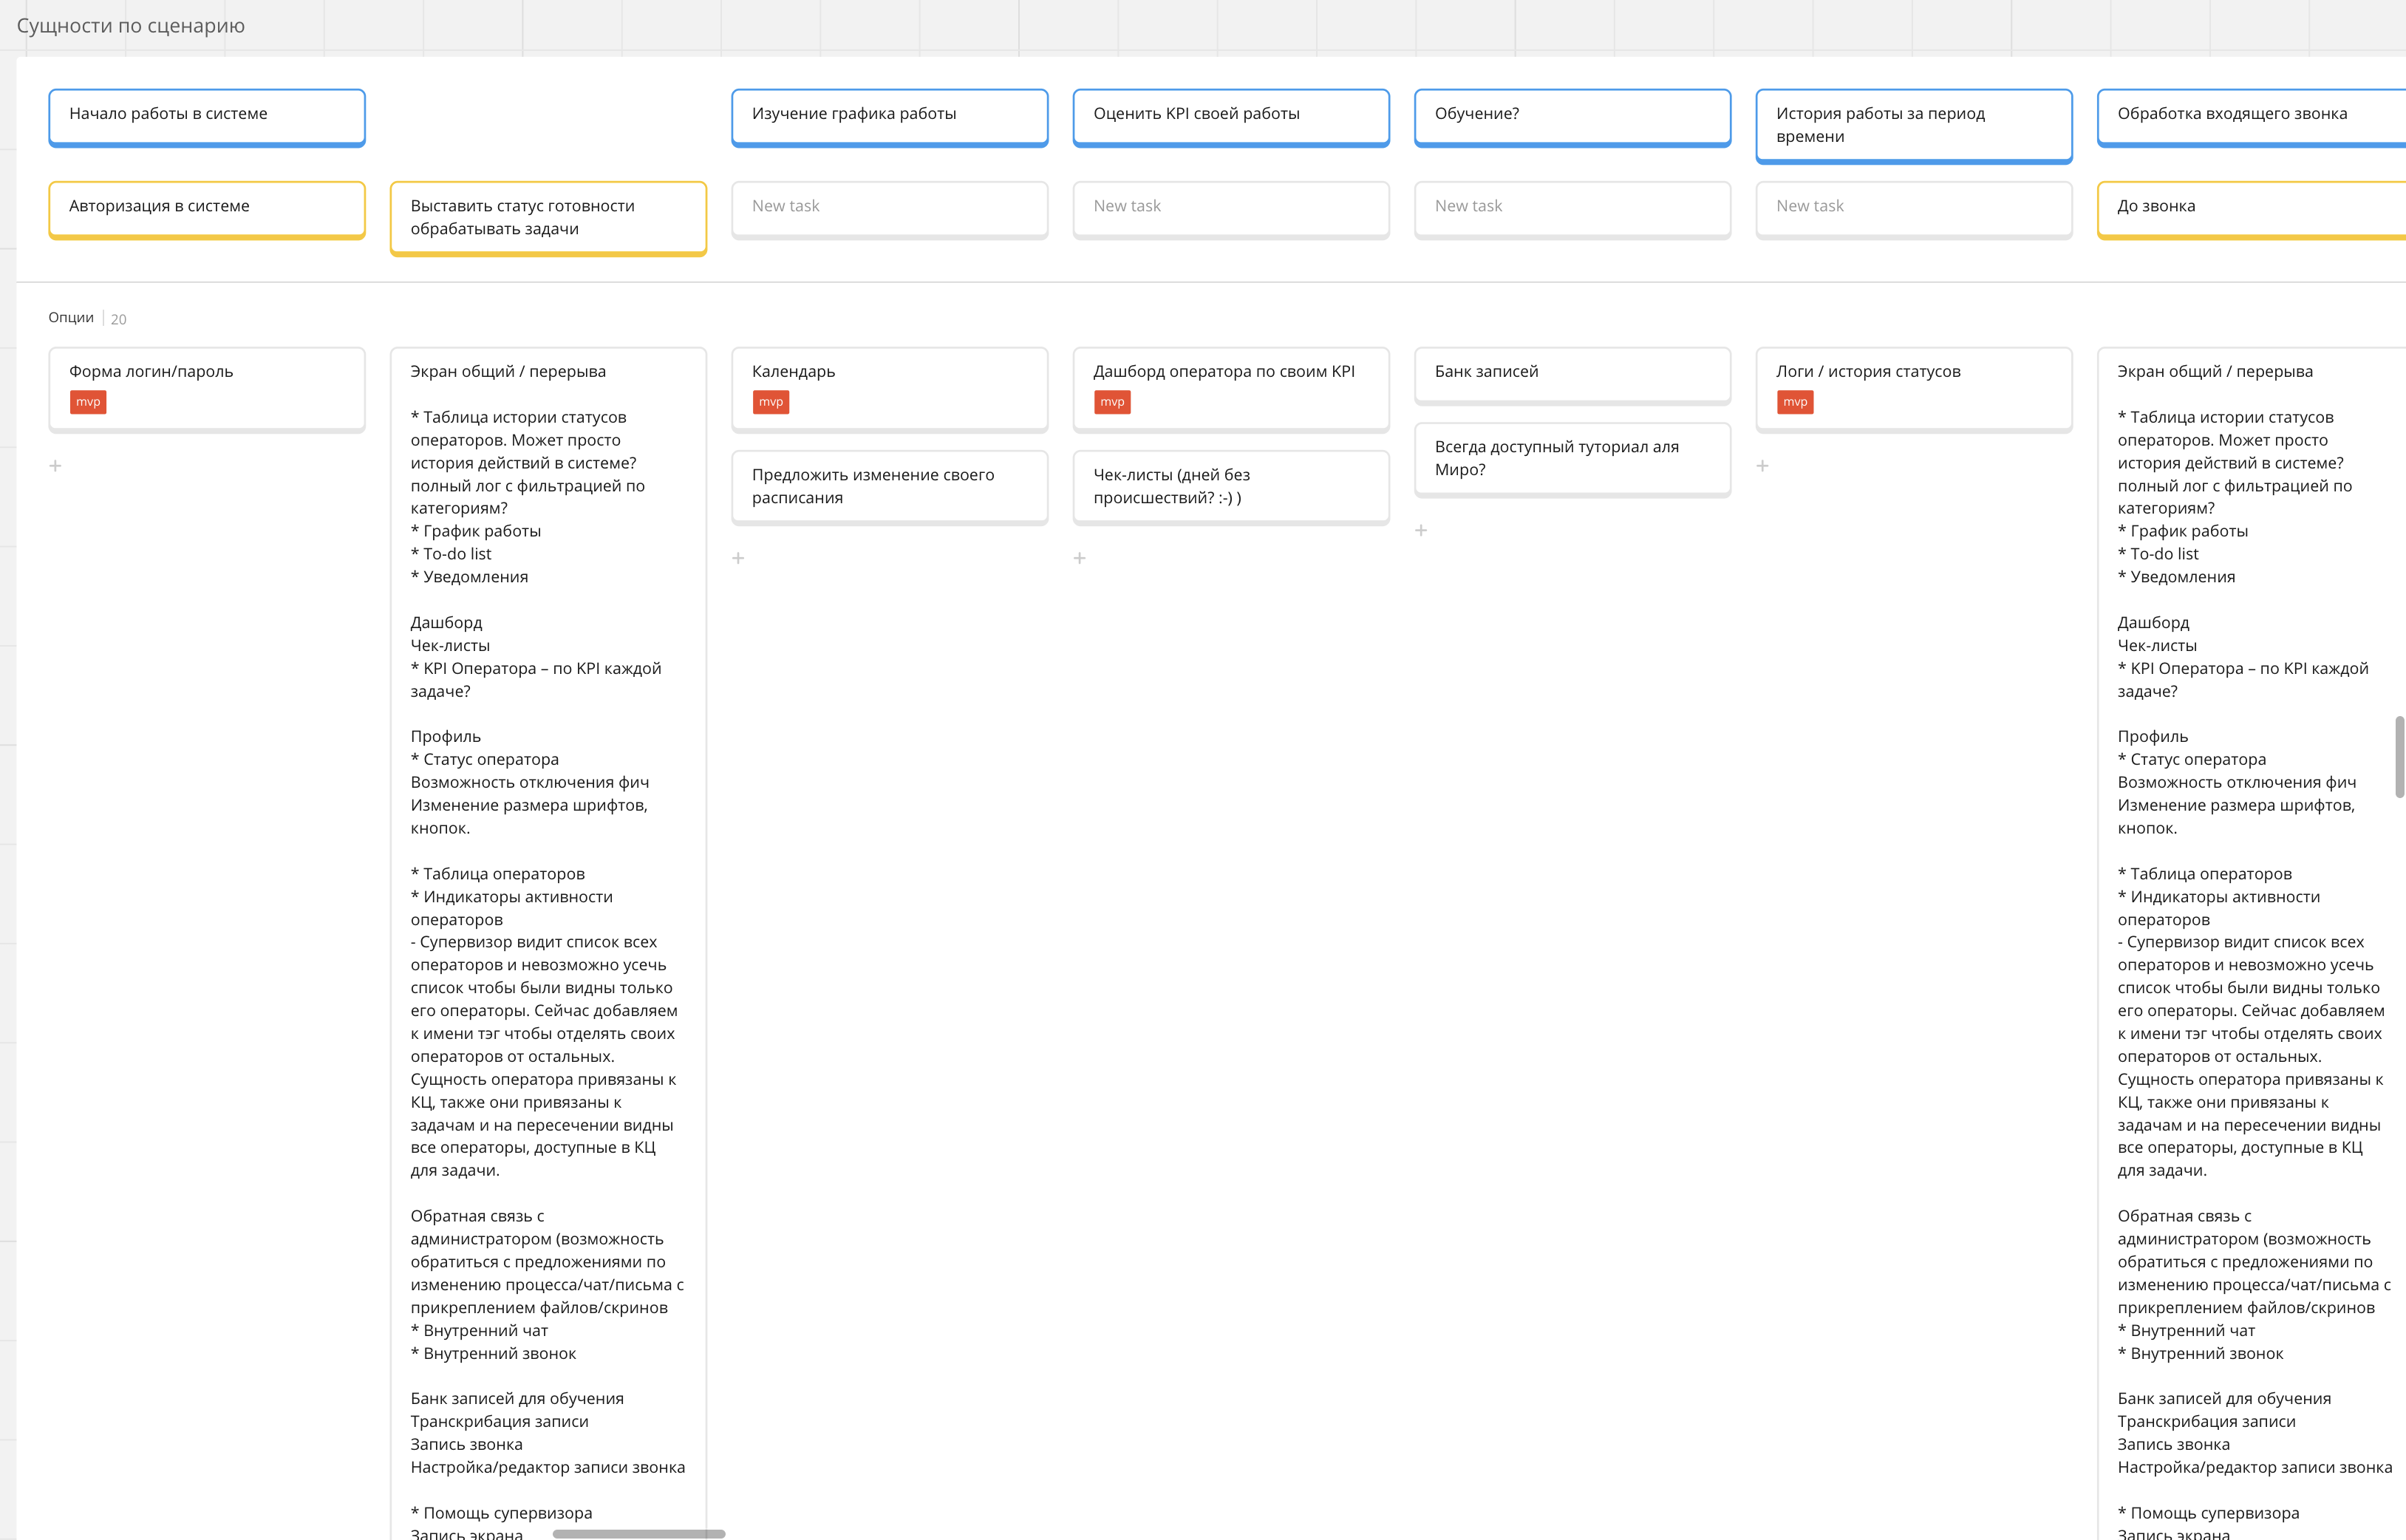 Сущности по сценарию
Начало работы в системе
Изучение графика работы
Оценить KPI своей работы
Обучение?
История работы за период
времени
Обработка входящего звонка
Авторизация в системе
Выставить статус готовности
обрабатывать задачи
New task
New task
New task
New task
До звонка
Опции
20
Форма логин/пароль
mvp
+
Экран общий / перерыва
* Таблица истории статусов
операторов. Может просто
история действий в системе?
полный лог с фильтрацией по
категориям?
* График работы
* To-do list
* Уведомления
Дашборд
Чек-листы
* KPI Оператора – по KPI каждой
задаче?
Профиль
* Статус оператора
Возможность отключения фич
Изменение размера шрифтов,
кнопок.
* Таблица операторов
* Индикаторы активности
операторов
- Супервизор видит список всех
операторов и невозможно усечь
список чтобы были видны только
его операторы. Сейчас добавляем
к имени тэг чтобы отделять своих
операторов от остальных.
Сущность оператора привязаны к
КЦ, также они привязаны к
задачам и на пересечении видны
все операторы, доступные в КЦ
для задачи.
Обратная связь с
администратором (возможность
обратиться с предложениями по
изменению процесса/чат/письма с
прикреплением файлов/скринов
* Внутренний чат
* Внутренний звонок
Банк записей для обучения
Транскрибация записи
Запись звонка
Настройка/редактор записи звонка
* Помощь супервизора
Запись экрана
Календарь
mvp
Предложить изменение своего
расписания
+
Дашборд оператора по своим KPI
mvp
Чек-листы (дней без
происшествий? :-) )
+
Банк записей
Всегда доступный туториал аля
Миро?
+
Логи / история статусов
mvp
+
Экран общий / перерыва
* Таблица истории статусов
операторов. Может просто
история действий в системе?
полный лог с фильтрацией по
категориям?
* График работы
* To-do list
* Уведомления
Дашборд
Чек-листы
* KPI Оператора – по KPI каждой
задаче?
Профиль
* Статус оператора
Возможность отключения фич
Изменение размера шрифтов,
кнопок.
* Таблица операторов
* Индикаторы активности
операторов
- Супервизор видит список всех
операторов и невозможно усечь
список чтобы были видны только
его операторы. Сейчас добавляем
к имени тэг чтобы отделять своих
операторов от остальных.
Сущность оператора привязаны к
КЦ, также они привязаны к
задачам и на пересечении видны
все операторы, доступные в КЦ
для задачи.
Обратная связь с
администратором (возможность
обратиться с предложениями по
изменению процесса/чат/письма с
прикреплением файлов/скринов
* Внутренний чат
* Внутренний звонок
Банк записей для обучения
Транскрибация записи
Запись звонка
Настройка/редактор записи звонка
* Помощь супервизора
Запись экрана